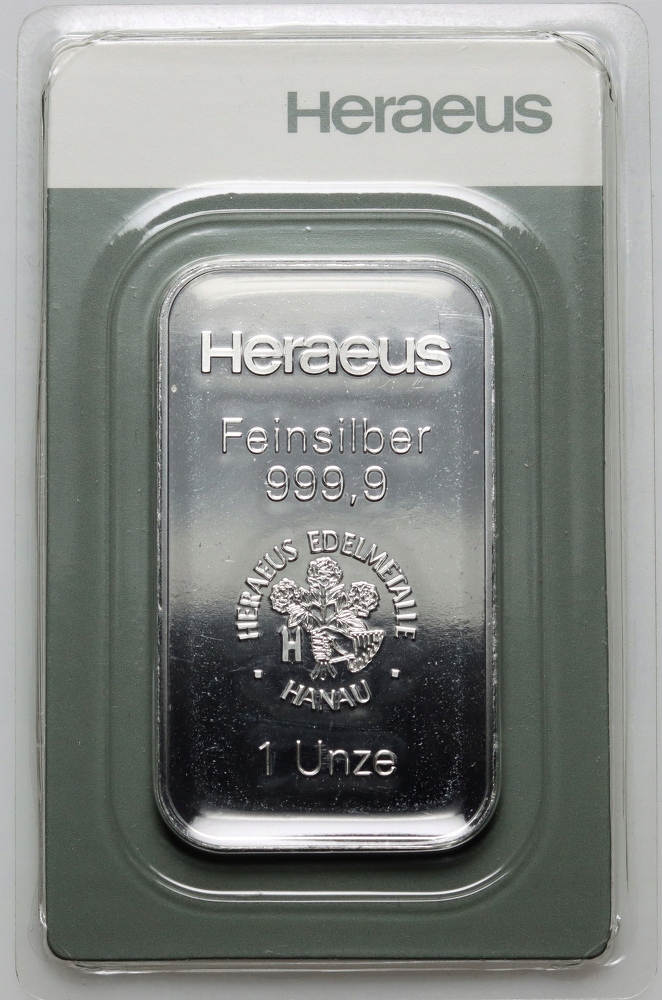 Heraeus
Heraeus
Feinsilber
999,9
HERAEUS EDELMETALLE
H
HANAU
1 Unze